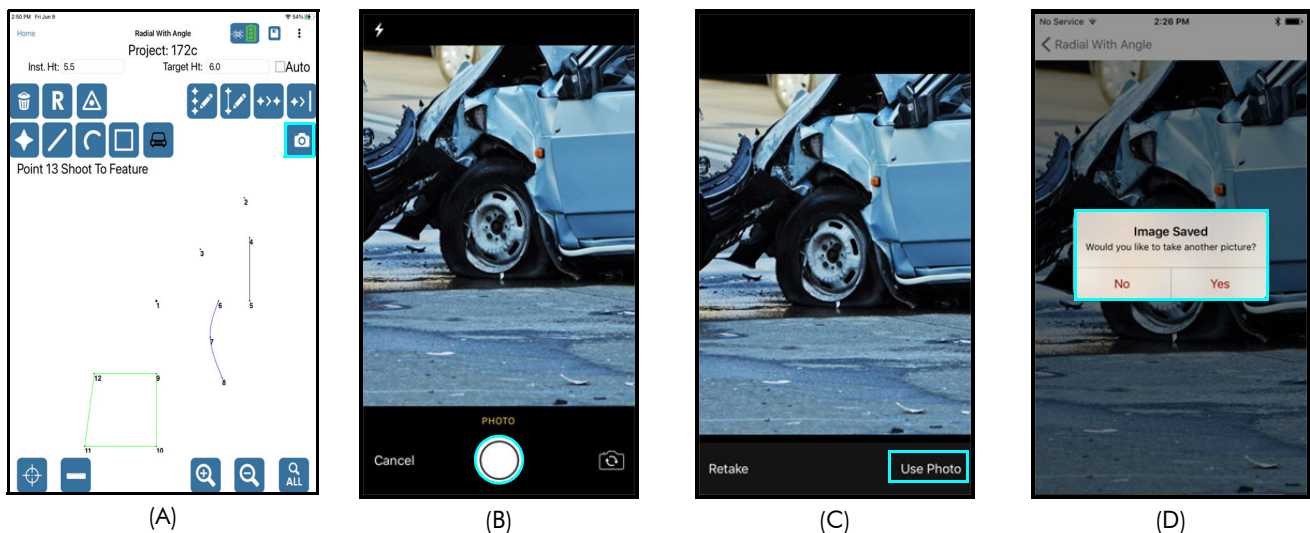 2:50 PM Fri Jun 9
54%
Home
Radial With Angle
Project: 172c
Inst. Ht: 5.5
Target Ht: 6.0
Auto
R
Point 13 Shoot To Feature
2
4
3
1
6
5
7
8
12
9
11
10
ALL
(A)
PHOTO
Cancel
(B)
Retake
Use Photo
(C)
No Service
2:26 PM
Radial With Angle
Image Saved
Would you like to take another picture?
No
Yes
(D)